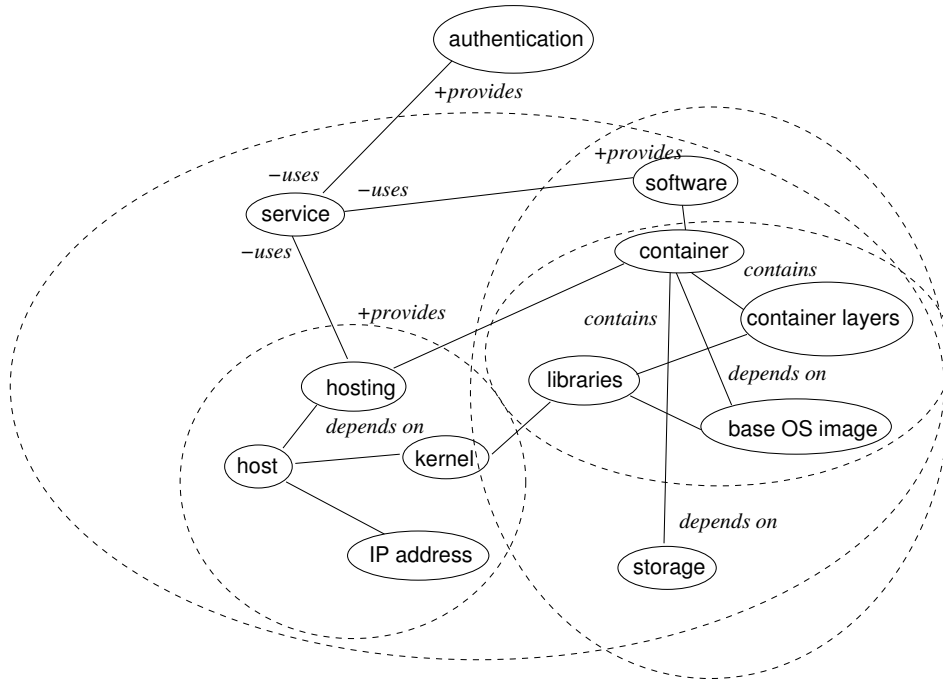 authentication
+provides
+provides
−uses
−uses
software
service
−uses
container
contains
+provides
contains
container layers
hosting
libraries
depends on
depends on
base OS image
host
kernel
depends on
IP address
storage